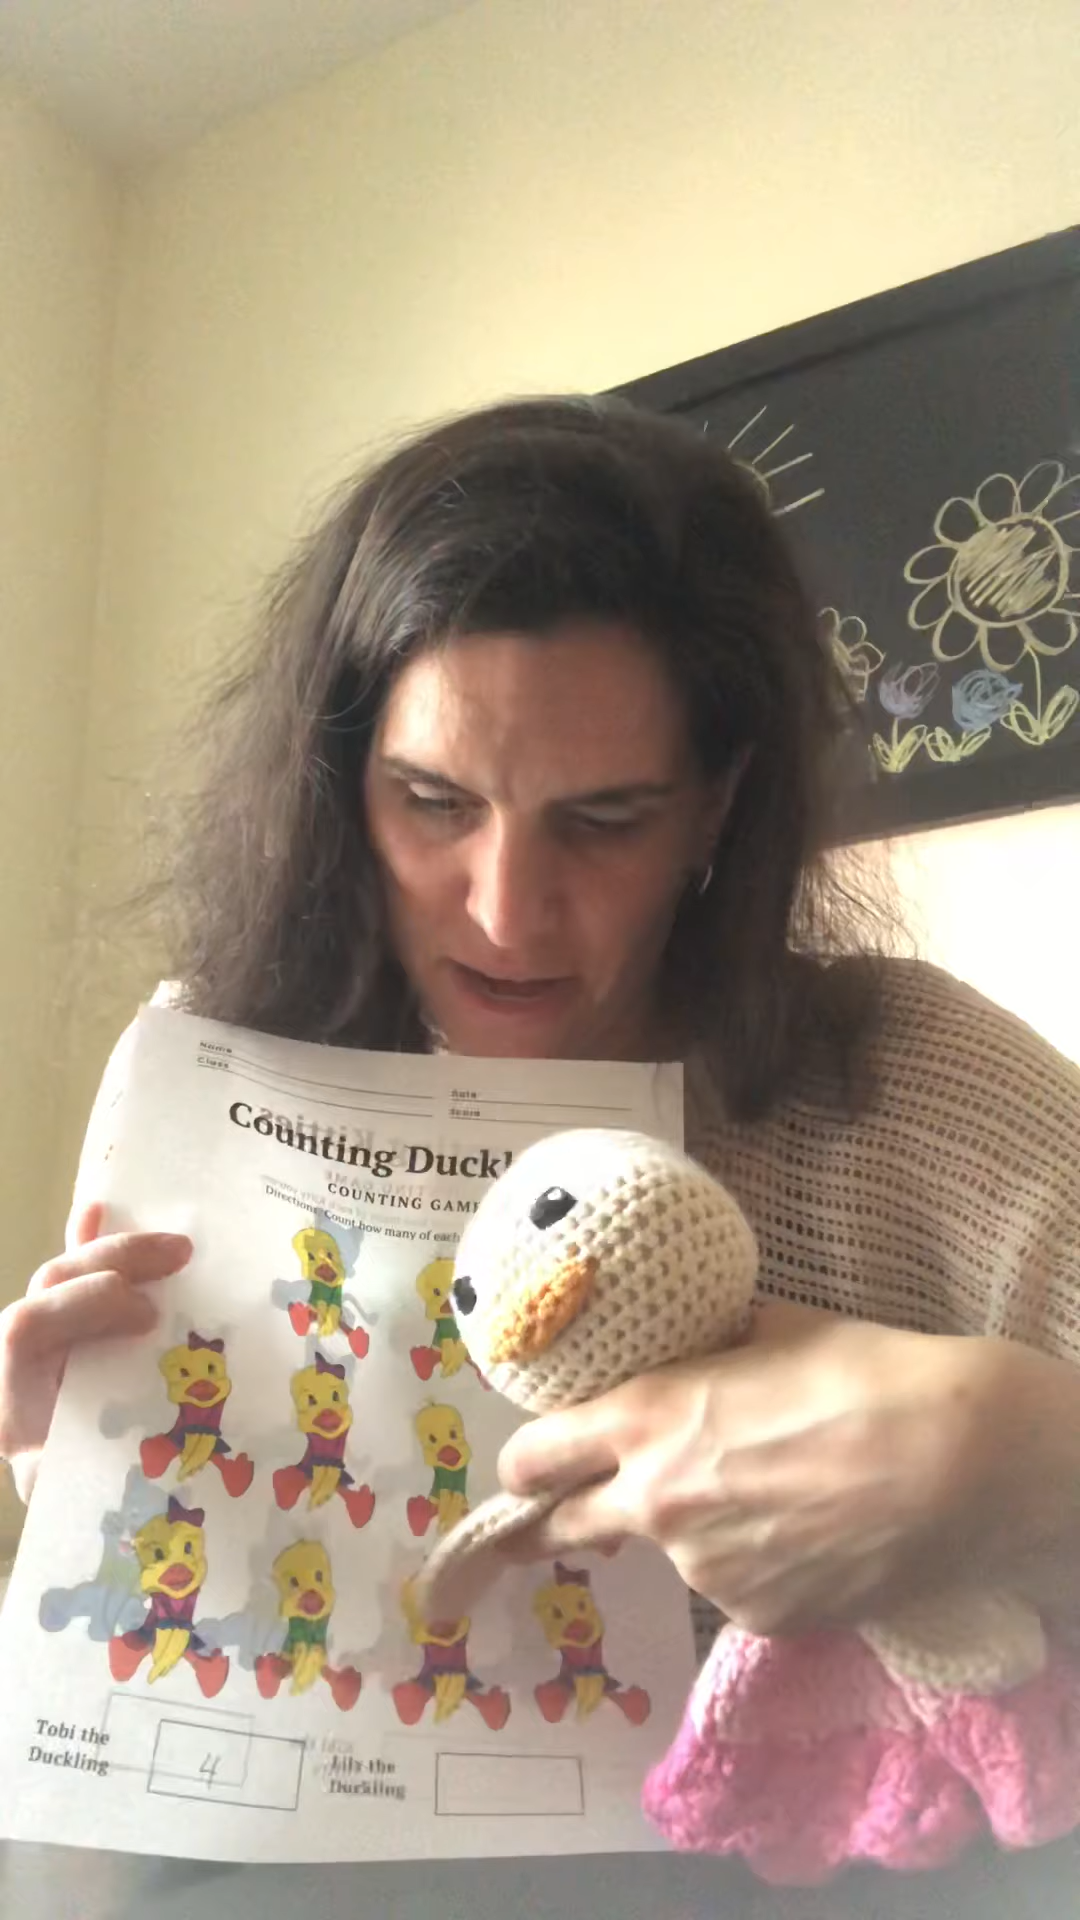 Name
Class
Date
Score
Counting Duckl
COUNTING GAME
Directions: Count how many of each
Tobi the
Duckling
4
Lily the
Duckling